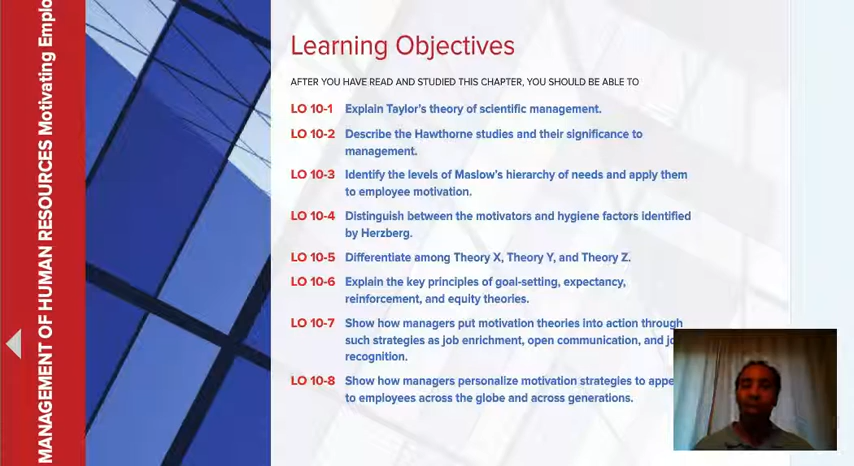 MANAGEMENT OF HUMAN RESOURCES Motivating
Learning Objectives
AFTER YOU HAVE READ AND STUDIED THIS CHAPTER, YOU SHOULD BE ABLE TO
LO 10-1 Explain Taylor's theory of scientific management.
LO 10-2 Describe the Hawthorne studies and their significance to
management.
LO 10-3 Identify the levels of Maslow's hierarchy of needs and apply them
to employee motivation.
LO 10-4 Distinguish between the motivators and hygiene factors identified
by Herzberg.
LO 10-5 Differentiate among Theory X, Theory Y, and Theory Z.
LO 10-6 Explain the key principles of goal-setting, expectancy,
reinforcement, and equity theories.
LO 10-7 Show how managers put motivation theories into action through
such strategies as job enrichment, open communication, and
recognition.
LO 10-8 Show how managers personalize motivation strategies to
to employees across the globe and across generations.